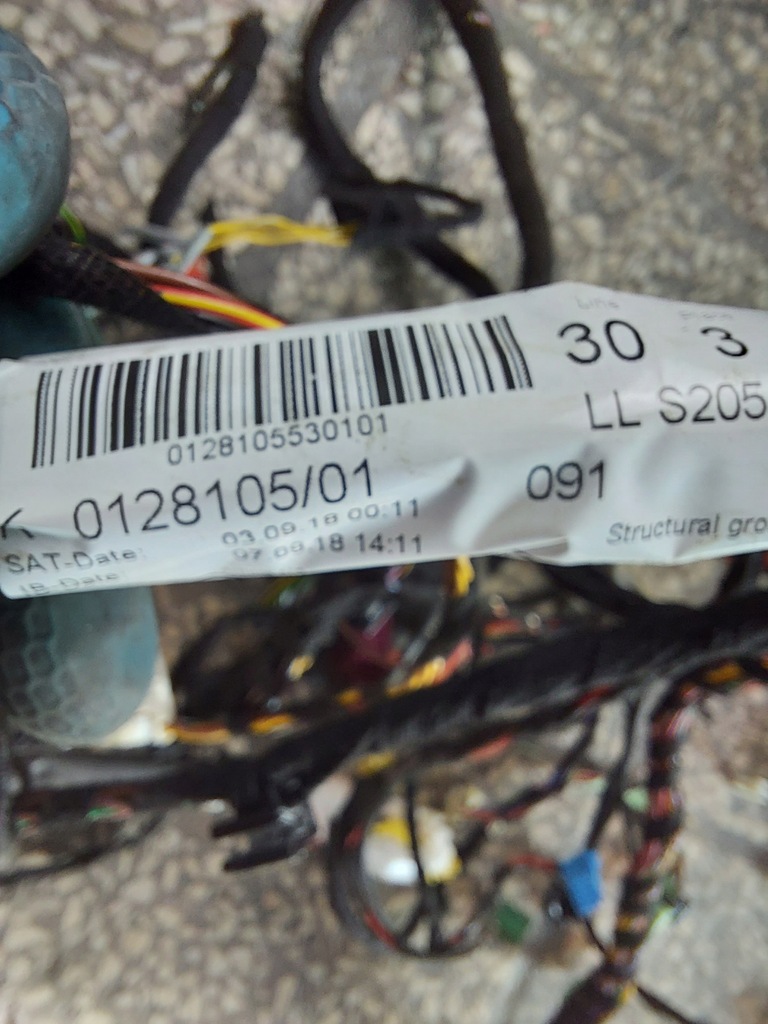 Line
30 3
0128105530101
LL S205
K 0128105/01
091
SAT-Date: 03.09.18 00:11
IB-Date: 07.09.18 14:11
Structural gro